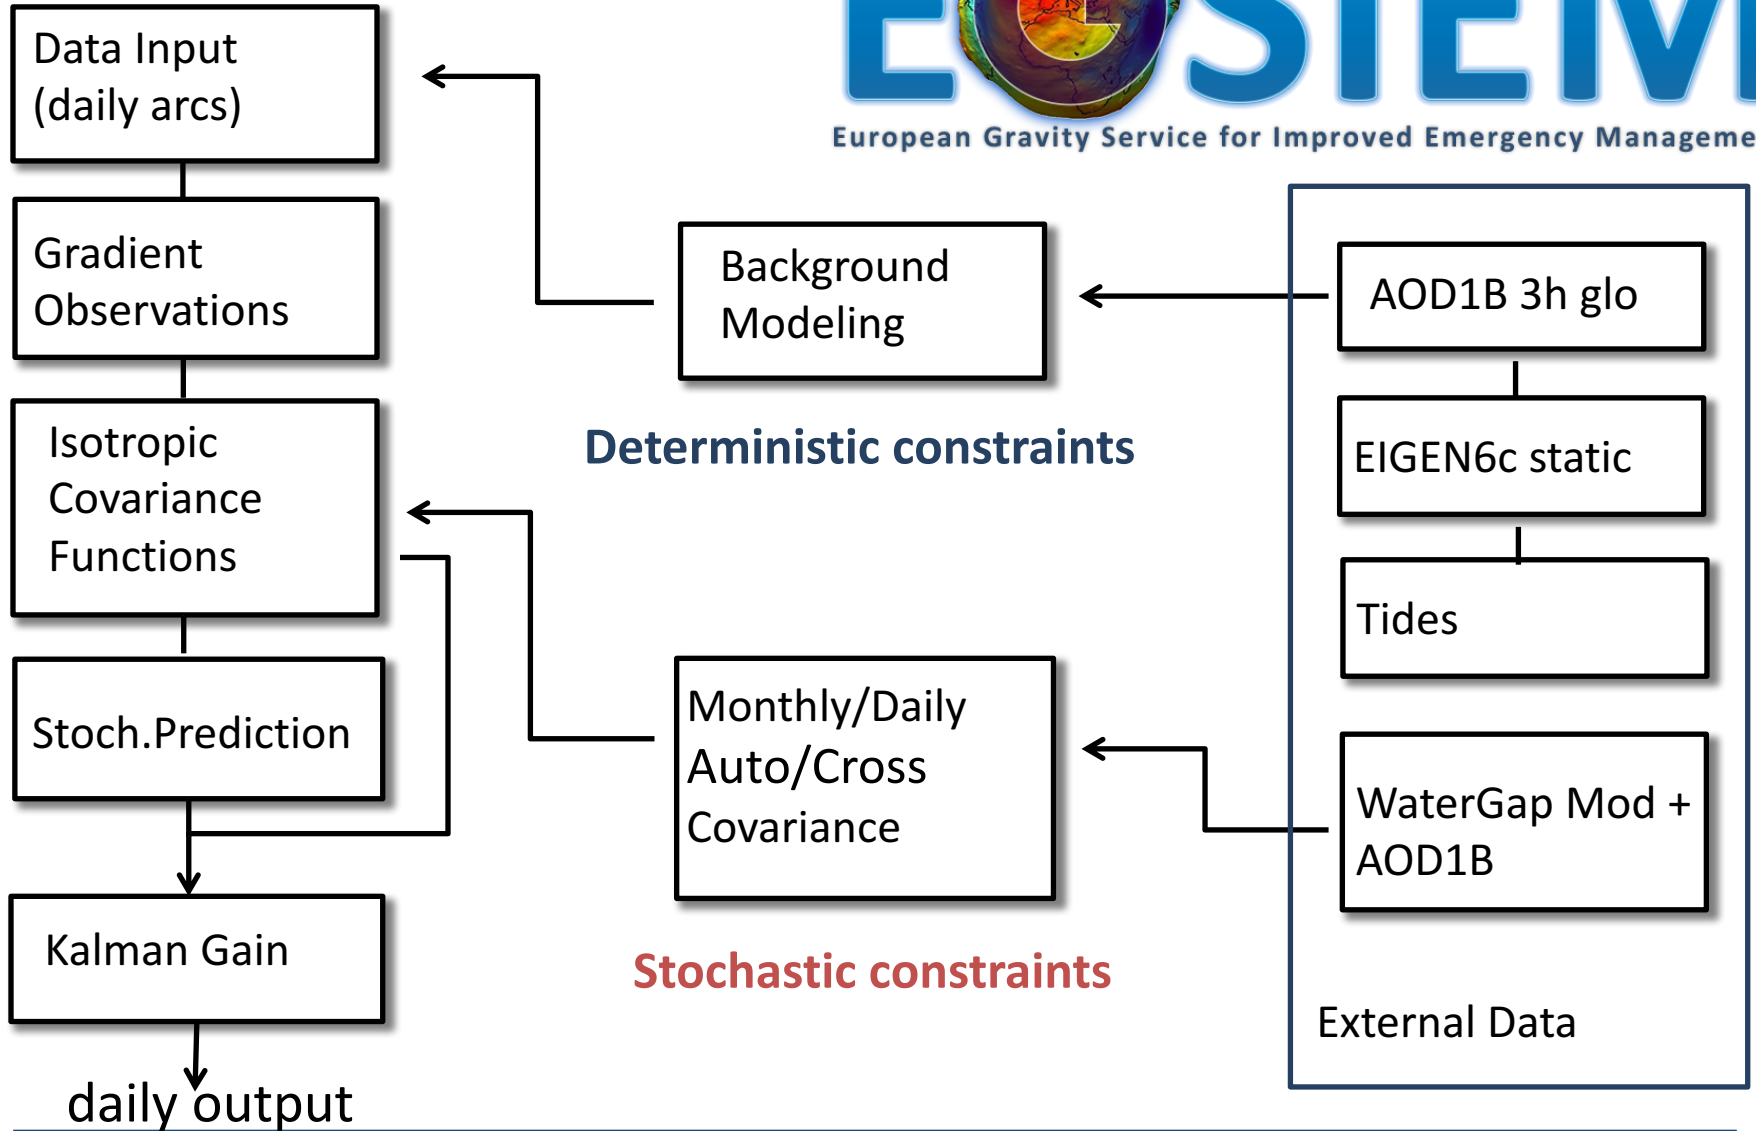 EGSIEM
European Gravity Service for Improved Emergency Manageme
Data Input
(daily arcs)
Gradient
Observations
Isotropic
Covariance
Functions
Stoch.Prediction
Kalman Gain
daily output
Background
Modeling
Deterministic constraints
Monthly/Daily
Auto/Cross
Covariance
Stochastic constraints
AOD1B 3h glo
EIGEN6c static
Tides
WaterGap Mod +
AOD1B
External Data